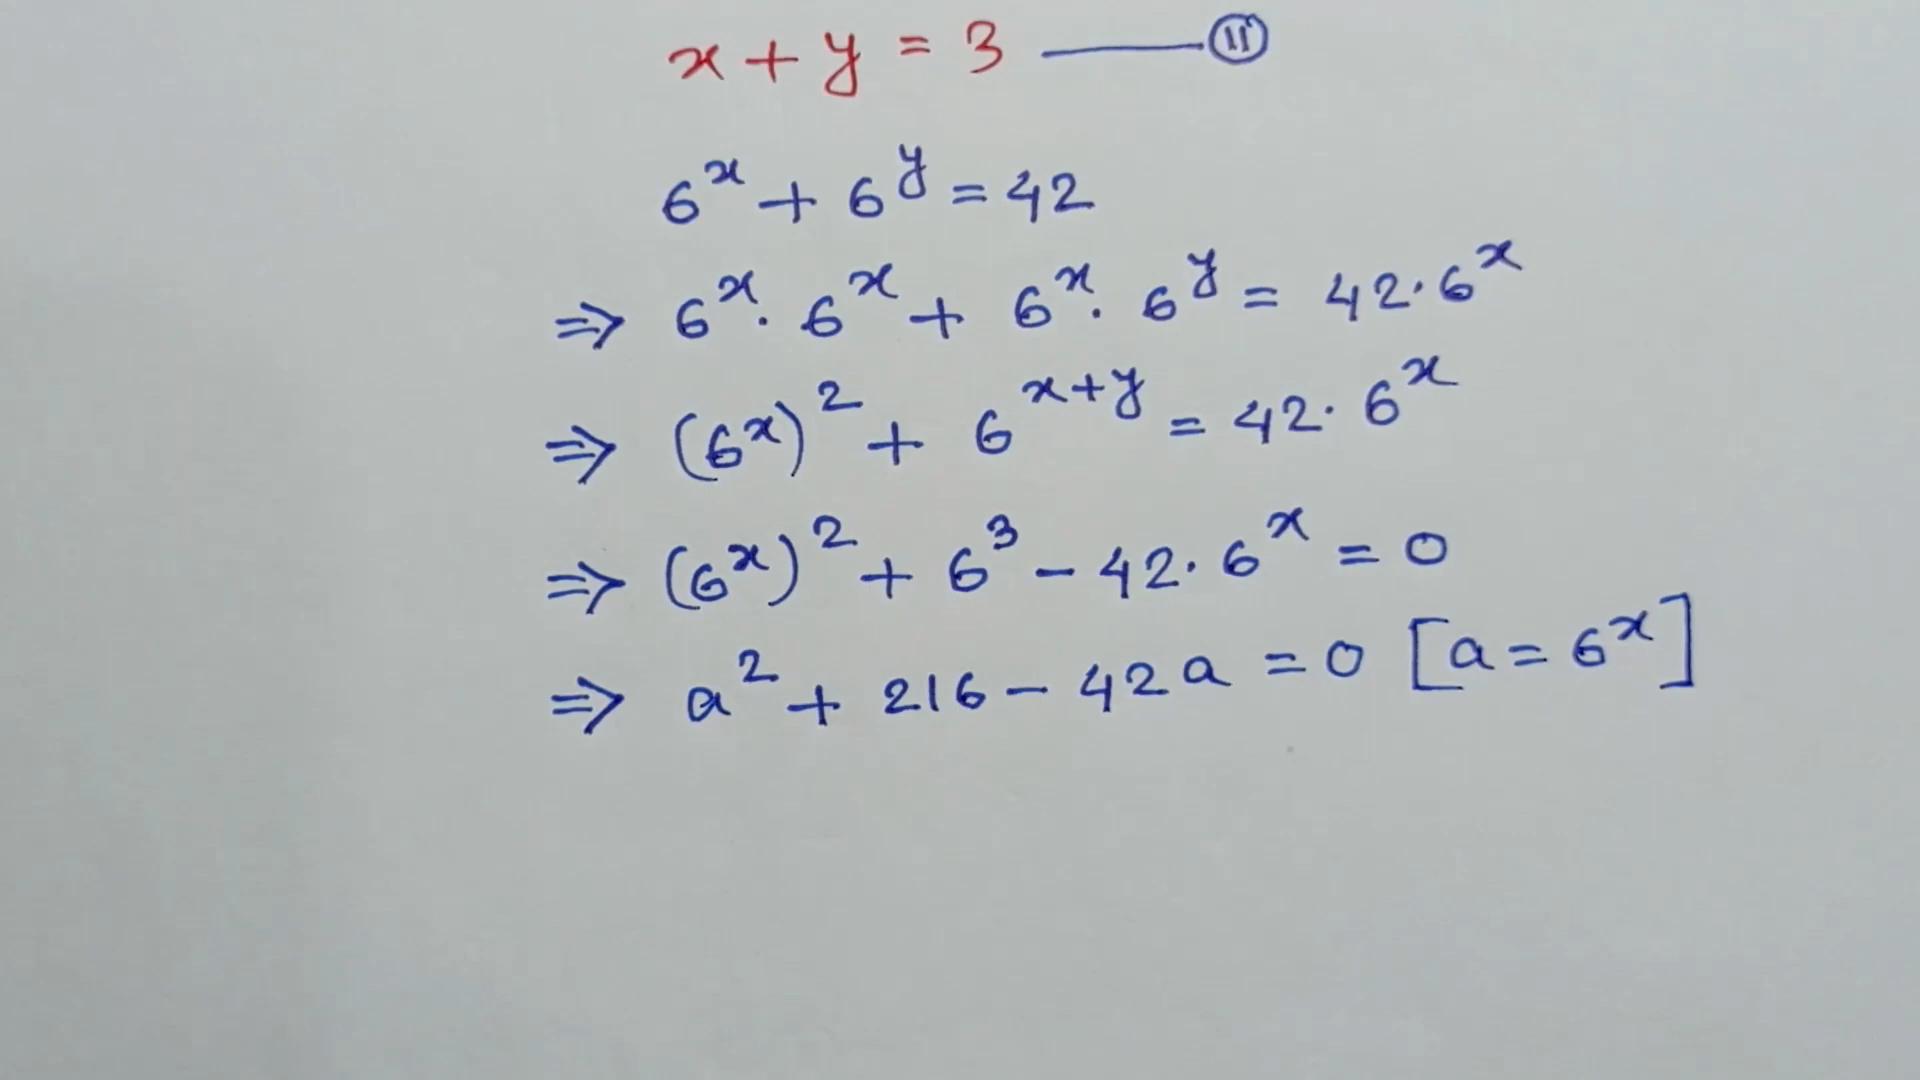 x + y = 3 —— (II)
6^x + 6^y = 42
⇒ 6^x · 6^x + 6^x · 6^y = 42 · 6^x
⇒ (6^x)^2 + 6^(x+y) = 42 · 6^x
⇒ (6^x)^2 + 6^3 - 42 · 6^x = 0
⇒ a^2 + 216 - 42a = 0 [a = 6^x]